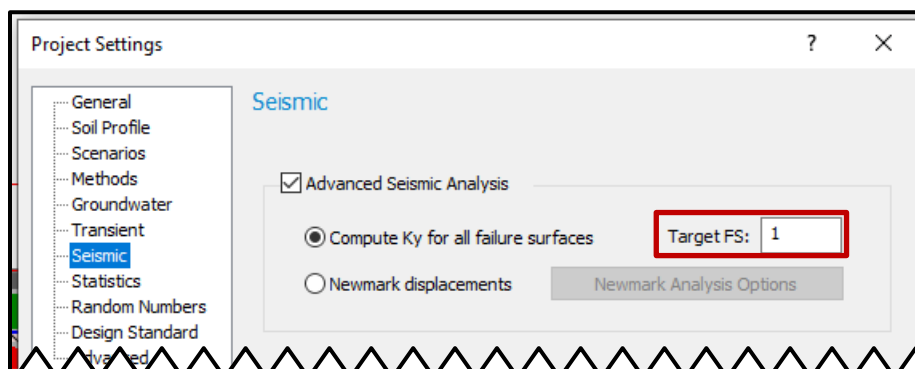 Project Settings
?
General
Soil Profile
Scenarios
Methods
Groundwater
Transient
Seismic
Statistics
Random Numbers
Design Standard
Advanced
Seismic
Advanced Seismic Analysis
Compute Ky for all failure surfaces
Target FS: 1
Newmark displacements
Newmark Analysis Options